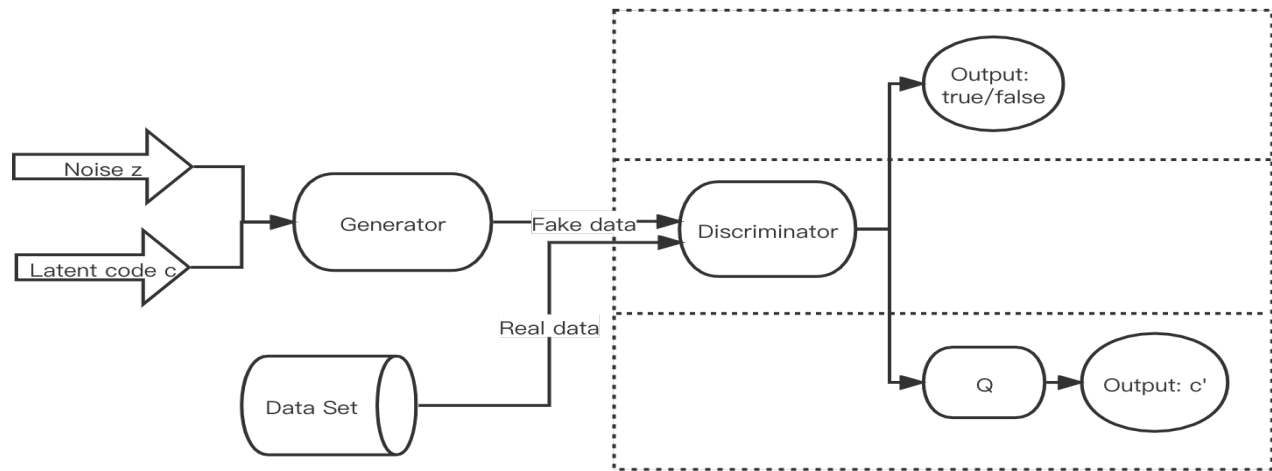 Output:
true/false
Noise z
Generator
Fake data
Discriminator
Latent code c
Real data
Data Set
Q
Output: c'